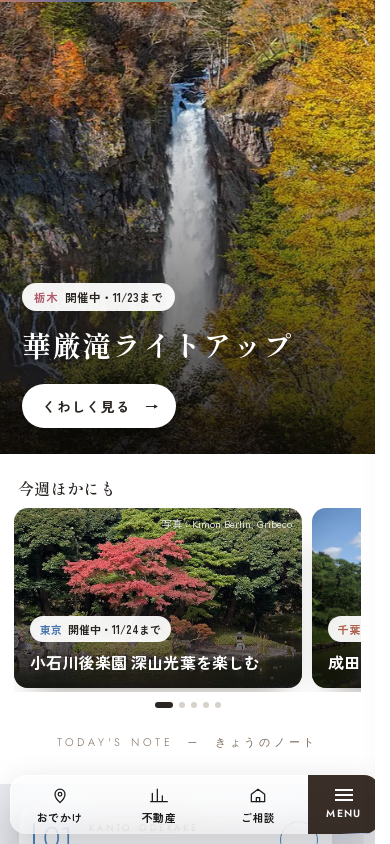 栃木 開催中・11/23まで
華厳滝ライトアップ
くわしく見る →
今週ほかにも
写真：Kimon Berlin, Gribeco
東京 開催中・11/24まで
小石川後楽園 深山光葉を楽しむ
千葉
成田
TODAY'S NOTE — きょうのノート
おでかけ
不動産
ご相談
MENU